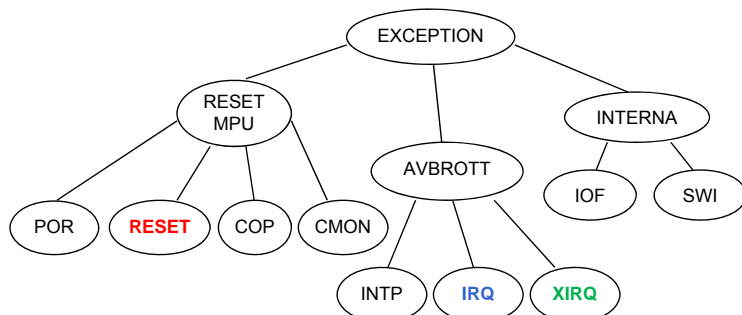 EXCEPTION
RESET
MPU
INTERNA
AVBROTT
IOF
SWI
POR
RESET
COP
CMON
INTP
IRQ
XIRQ